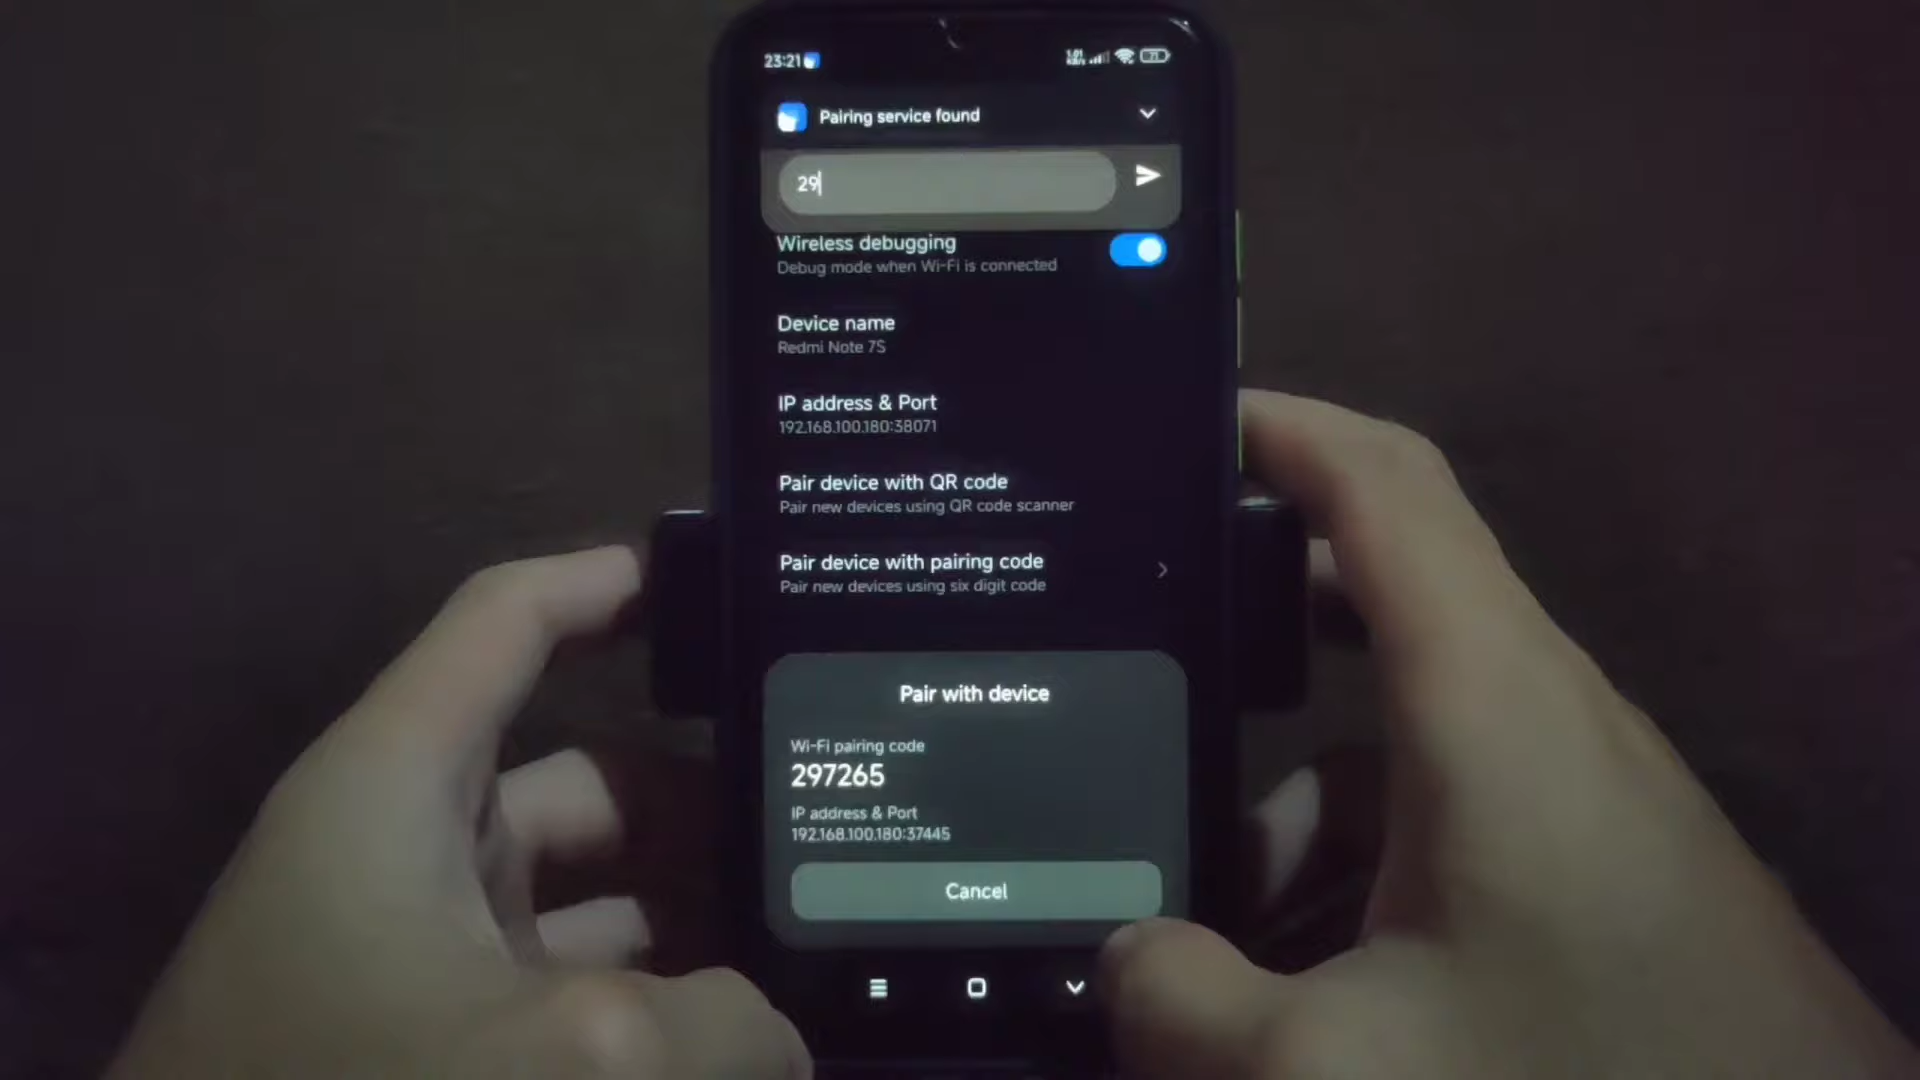 23:21
Pairing service found
29
Wireless debugging
Debug mode when Wi-Fi is connected
Device name
Redmi Note 7S
IP address & Port
192.168.100.180:38071
Pair device with QR code
Pair new devices using QR code scanner
Pair device with pairing code
Pair new devices using six digit code
Pair with device
Wi-Fi pairing code
297265
IP address & Port
192.168.100.180:37445
Cancel